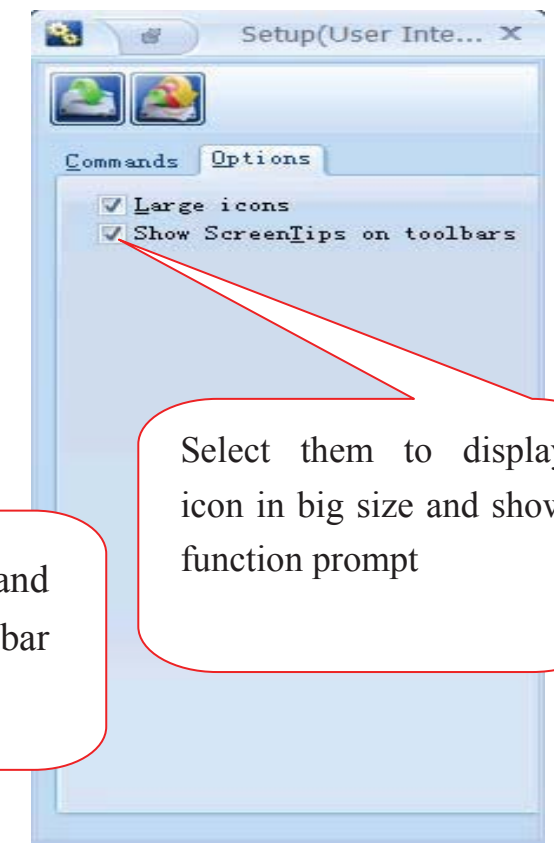 Setup(User Inte...
Commands Options
Large icons
Show ScreenTips on toolbars
Select them to display
icon in big size and show
function prompt
and
bar